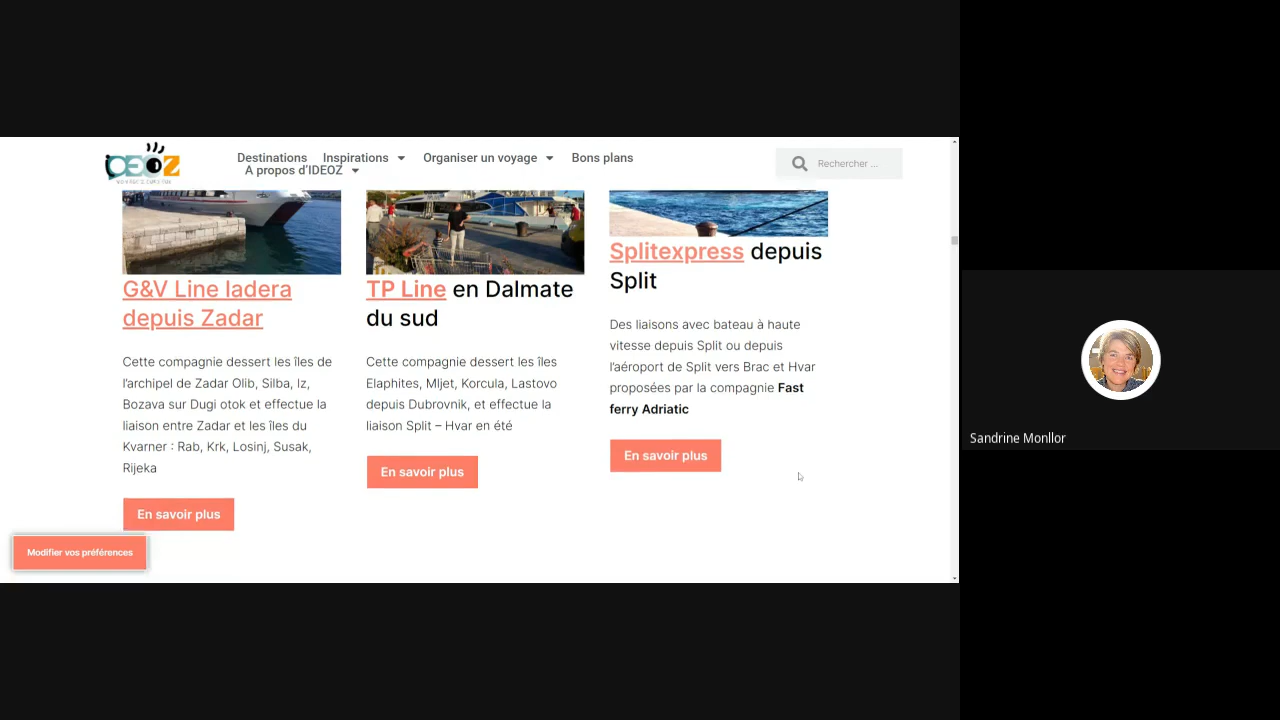 IDEOZ
Destinations
Inspirations
Organiser un voyage
Bons plans
A propos d'IDEOZ
Rechercher ...
G&V Line ladera
depuis Zadar
Cette compagnie dessert les îles de
l'archipel de Zadar Olib, Silba, Iz,
Bozava sur Dugi otok et effectue la
liaison entre Zadar et les îles du
Kvarner : Rab, Krk, Losinj, Susak,
Rijeka
En savoir plus
TP Line en Dalmate
du sud
Cette compagnie dessert les îles
Elaphites, Mljet, Korcula, Lastovo
depuis Dubrovnik, et effectue la
liaison Split – Hvar en été
En savoir plus
Splitexpress depuis
Split
Des liaisons avec bateau à haute
vitesse depuis Split ou depuis
l'aéroport de Split vers Brac et Hvar
proposées par la compagnie Fast
ferry Adriatic
En savoir plus
Modifier vos préférences
Sandrine Monllor